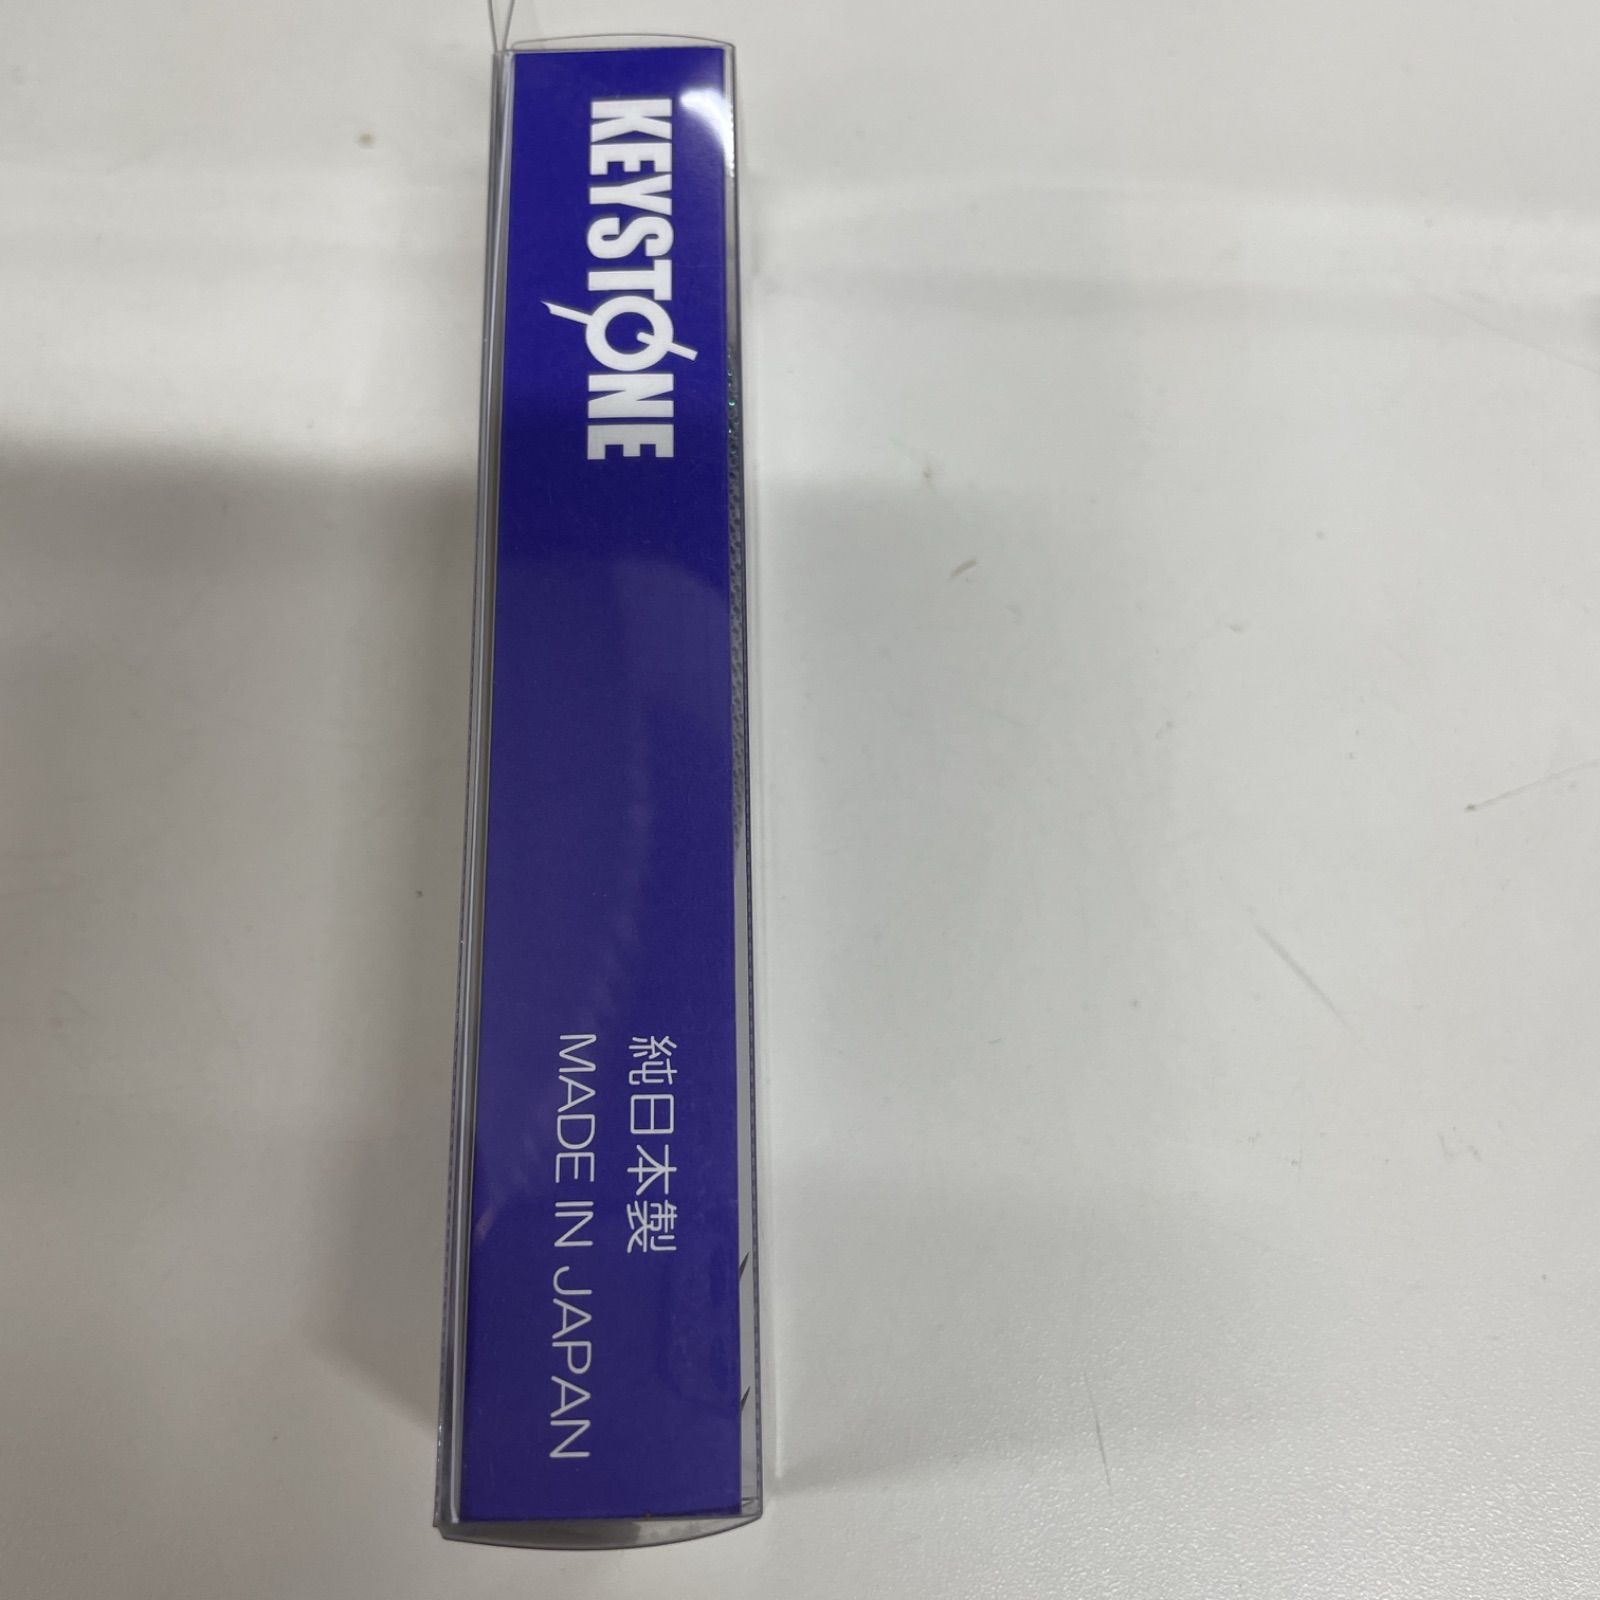 KEYSTONE
純日本製
MADE IN JAPAN